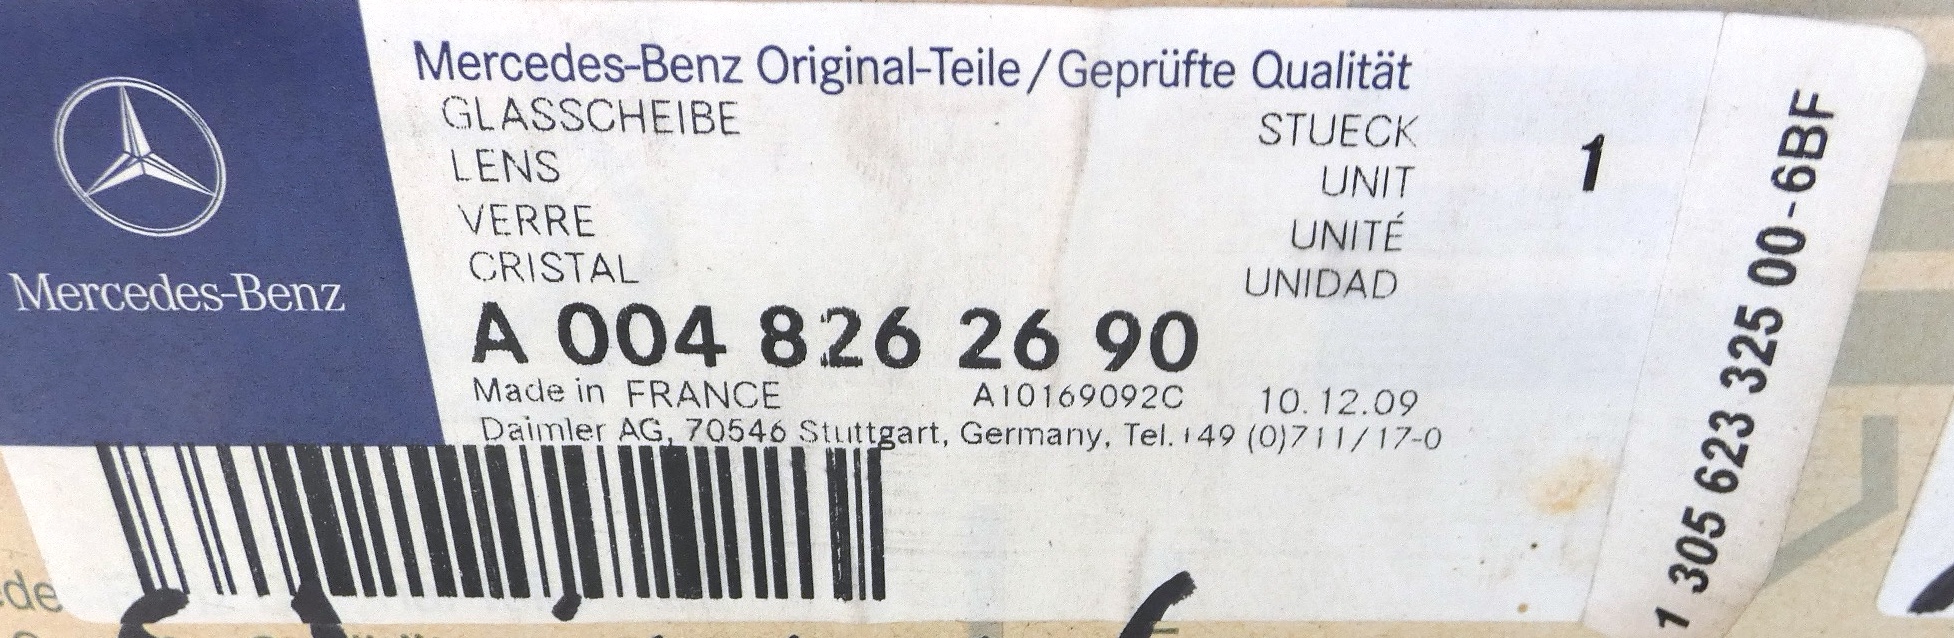 Mercedes-Benz
Mercedes-Benz Original-Teile/Geprüfte Qualität
GLASSCHEIBE
LENS
VERRE
CRISTAL
STUECK
UNIT
UNITÉ
UNIDAD
1
A 004 826 26 90
Made in FRANCE A10169092C 10.12.09
Daimler AG, 70546 Stuttgart, Germany, Tel. +49 (0)711/17-0
1 305 623 325 00-6BF